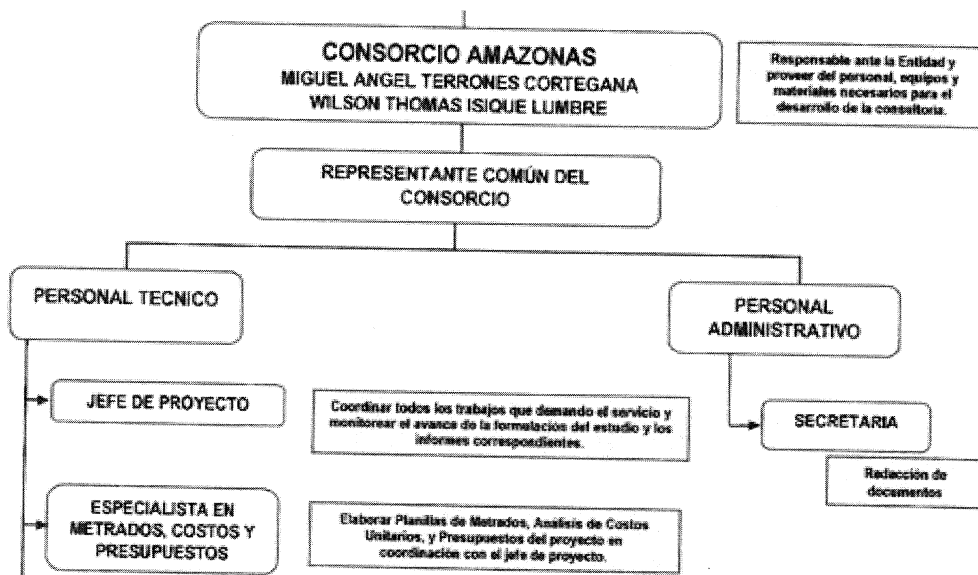 CONSORCIO AMAZONAS
MIGUEL ANGEL TERRONES CORTEGANA
WILSON THOMAS ISIQUE LUMBRE
Responsable ante la Entidad y
proveer del personal, equipos y
materiales necesarios para el
desarrollo de la consultoria.
REPRESENTANTE COMÚN DEL
CONSORCIO
PERSONAL TECNICO
PERSONAL
ADMINISTRATIVO
JEFE DE PROYECTO
Coordinar todos los trabajos que demando el servicio y
monitorear el avance de la formulación del estudio y los
informes correspondientes.
SECRETARIA
Redacción de
documentos
ESPECIALISTA EN
METRADOS, COSTOS Y
PRESUPUESTOS
Elaborar Planillas de Metrados, Análisis de Costos
Unitarios, y Presupuestos del proyecto en
coordinación con el jefe de proyecto.